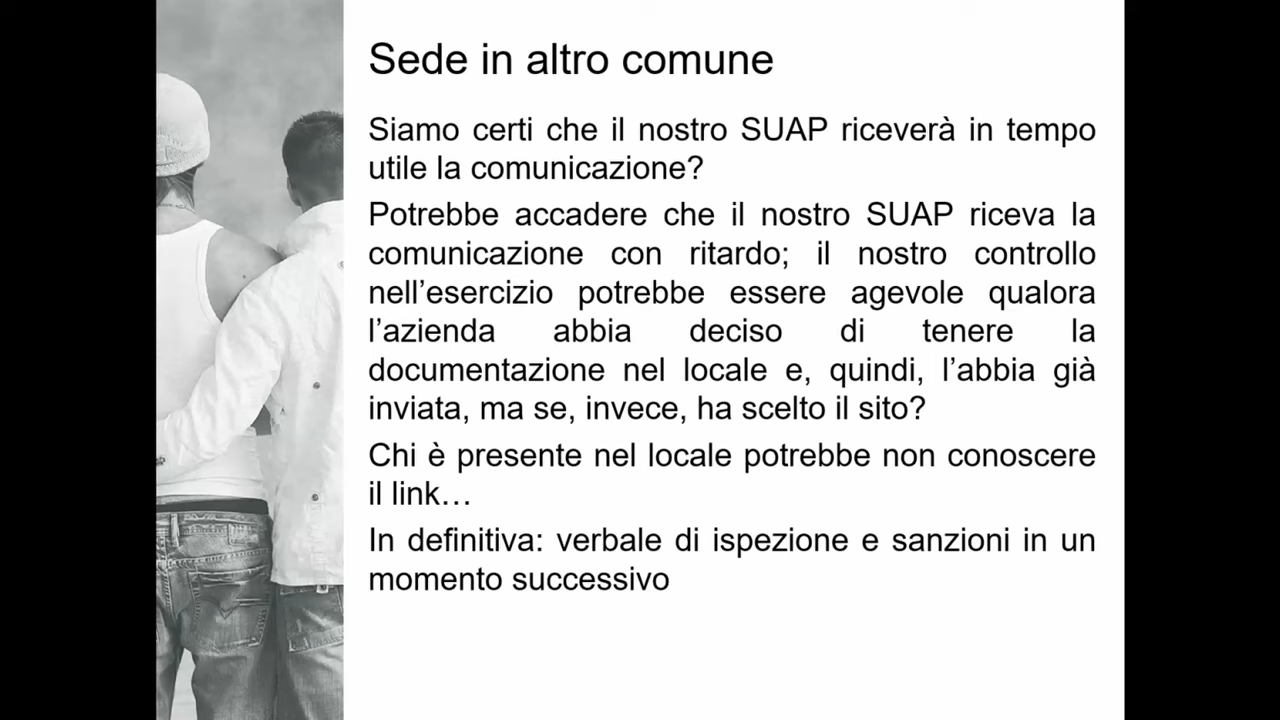 Sede in altro comune
Siamo certi che il nostro SUAP riceverà in tempo
utile la comunicazione?
Potrebbe accadere che il nostro SUAP riceva la
comunicazione con ritardo; il nostro controllo
nell’esercizio potrebbe essere agevole qualora
l’azienda abbia deciso di tenere la
documentazione nel locale e, quindi, l’abbia già
inviata, ma se, invece, ha scelto il sito?
Chi è presente nel locale potrebbe non conoscere
il link…
In definitiva: verbale di ispezione e sanzioni in un
momento successivo